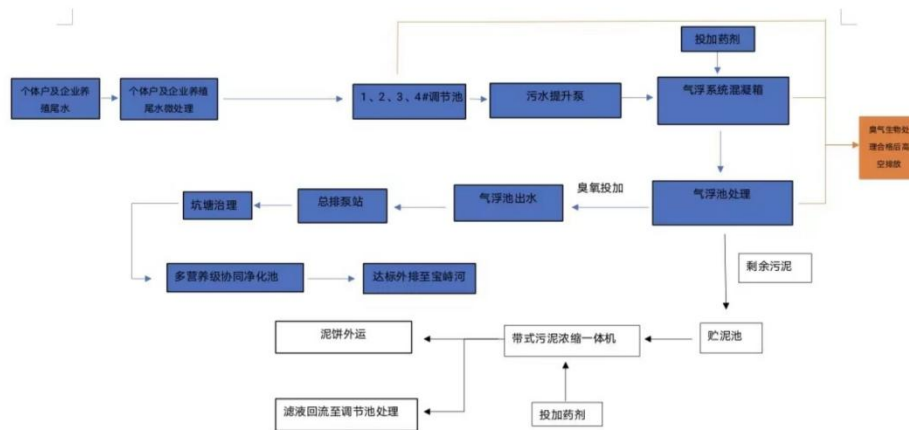 投加药剂
个体户及企业养
殖尾水
个体户及企业养殖
尾水微处理
1、2、3、4#调节池
污水提升泵
气浮系统混凝箱
臭气生物处
理合格后高
空排放
坑塘治理
总排泵站
气浮池出水
臭氧投加
气浮池处理
多营养级协同净化池
达标外排至宝峙河
剩余污泥
泥饼外运
带式污泥浓缩一体机
贮泥池
滤液回流至调节池处理
投加药剂